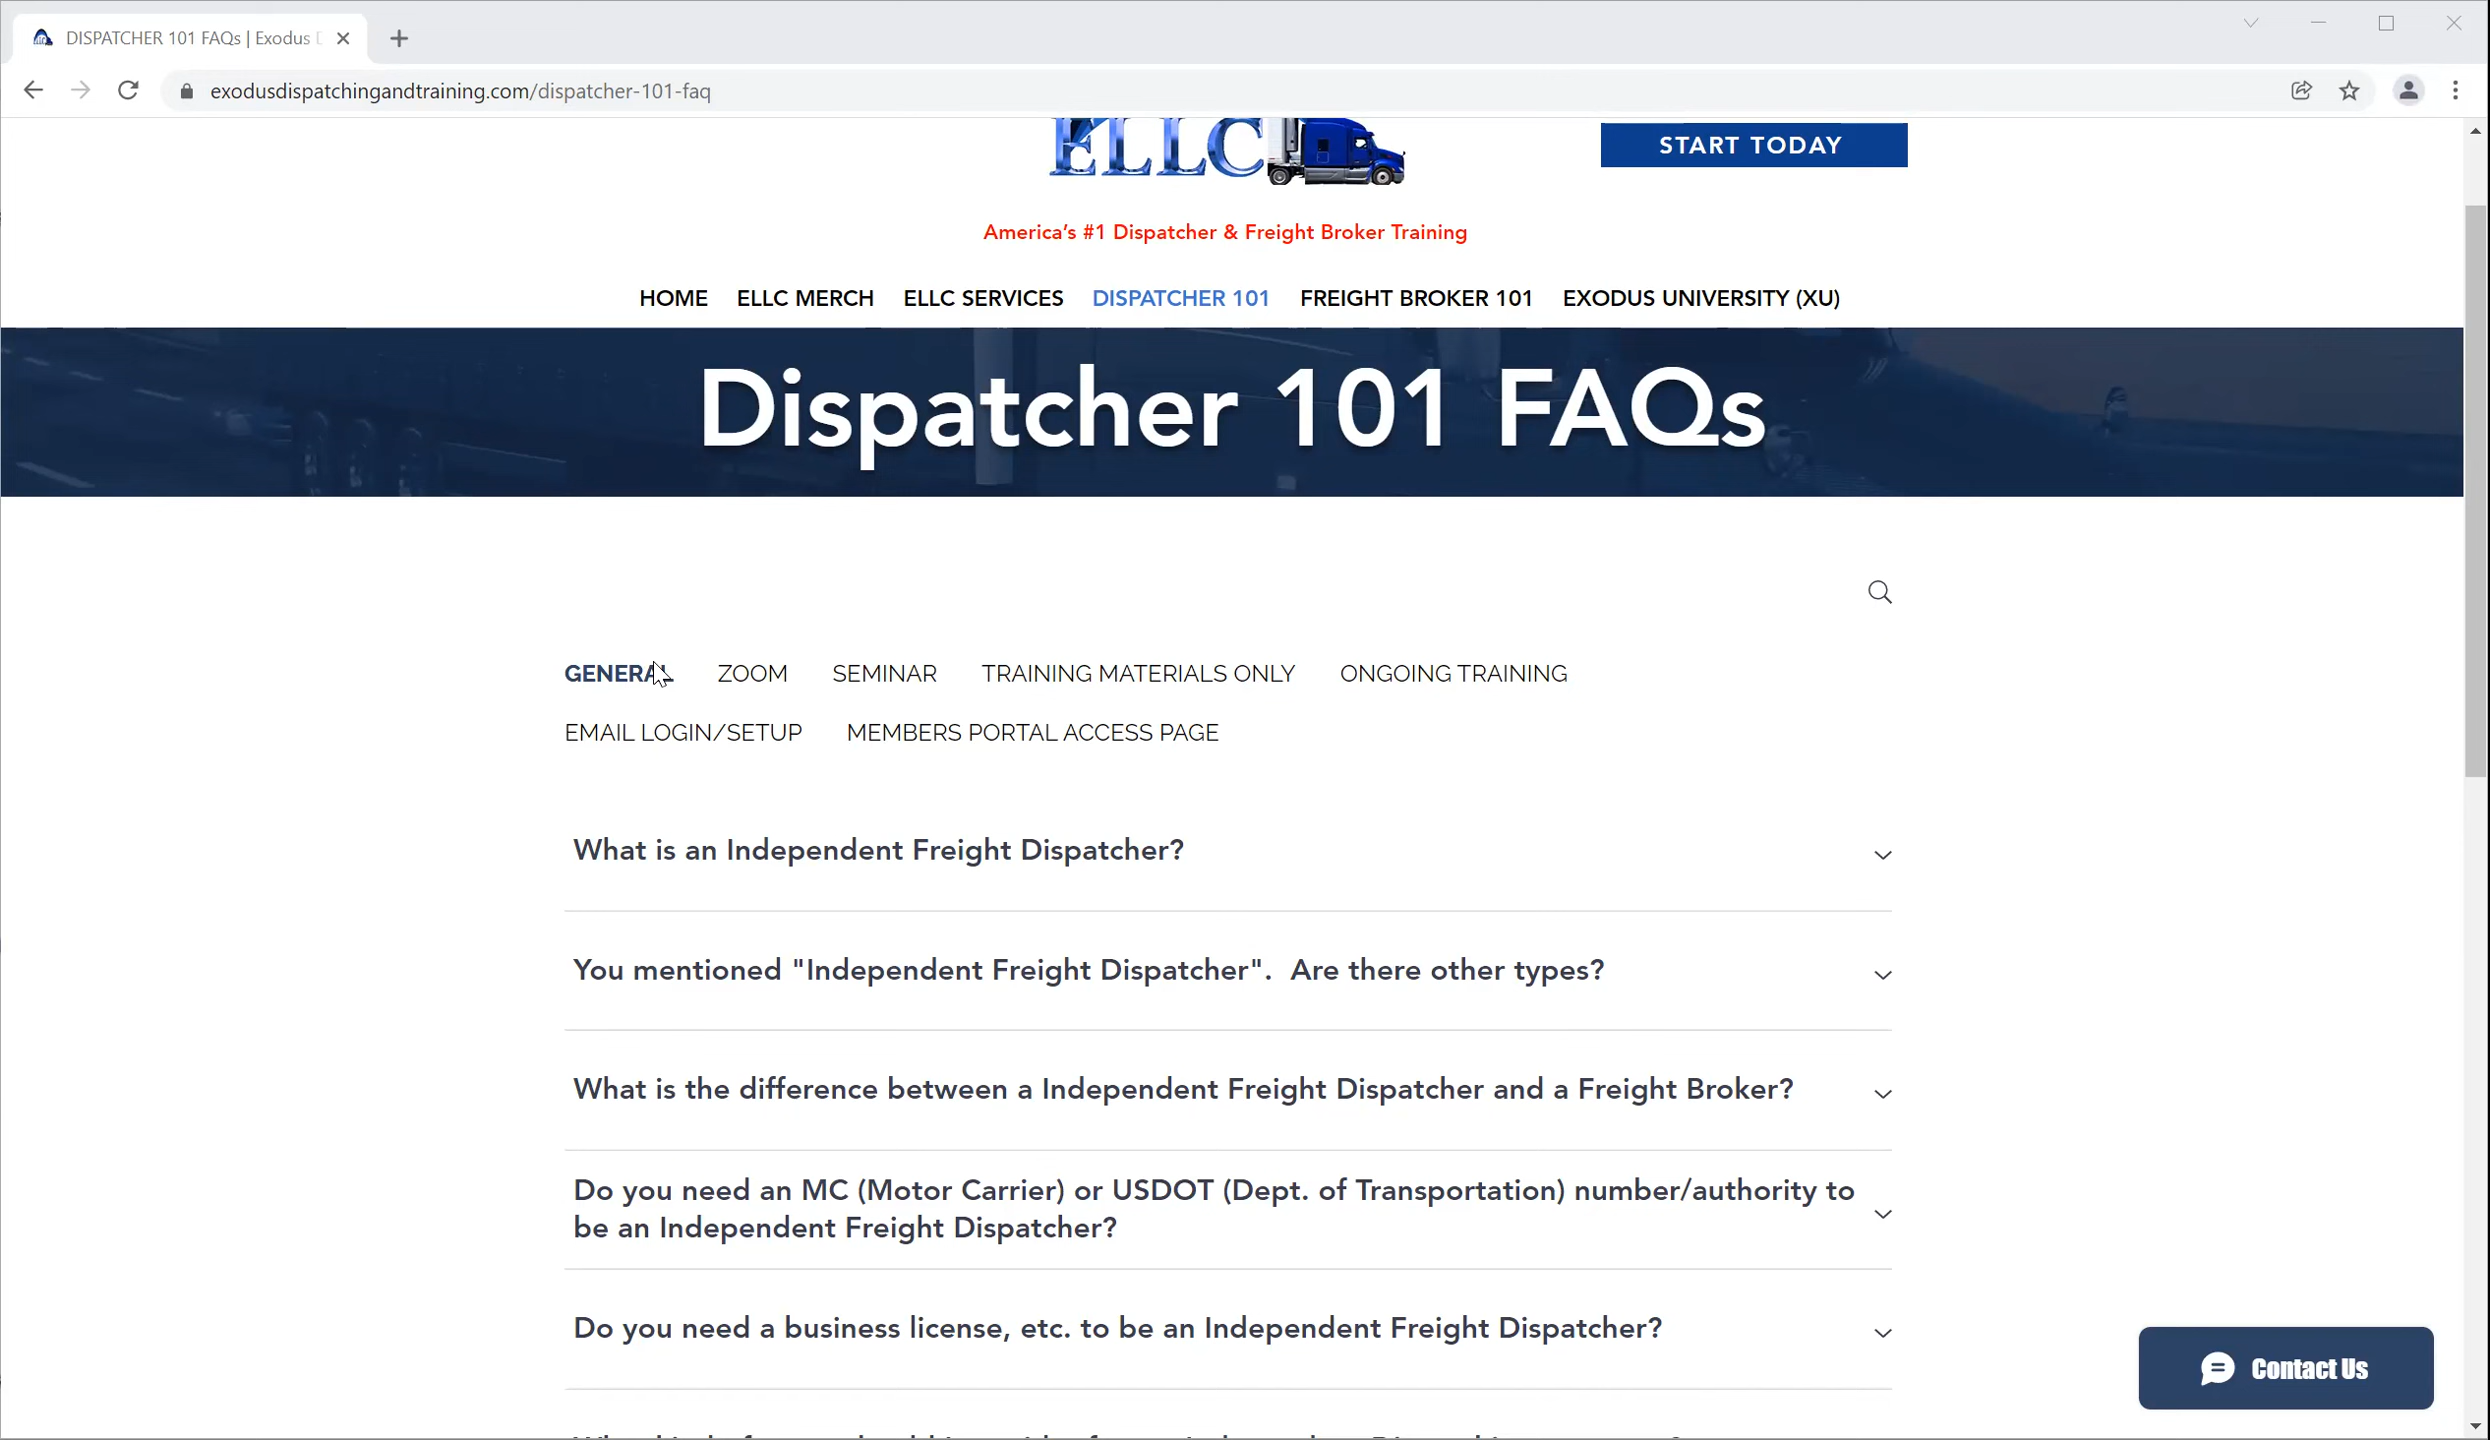 DISPATCHER 101 FAQs | Exodus
exodusdispatchingandtraining.com/dispatcher-101-faq
ELLC
START TODAY
America's #1 Dispatcher & Freight Broker Training
HOME ELLC MERCH ELLC SERVICES DISPATCHER 101 FREIGHT BROKER 101 EXODUS UNIVERSITY (XU)
Dispatcher 101 FAQs
GENERAL ZOOM SEMINAR TRAINING MATERIALS ONLY ONGOING TRAINING
EMAIL LOGIN/SETUP MEMBERS PORTAL ACCESS PAGE
What is an Independent Freight Dispatcher?
You mentioned "Independent Freight Dispatcher". Are there other types?
What is the difference between a Independent Freight Dispatcher and a Freight Broker?
Do you need an MC (Motor Carrier) or USDOT (Dept. of Transportation) number/authority to
be an Independent Freight Dispatcher?
Do you need a business license, etc. to be an Independent Freight Dispatcher?
Contact Us